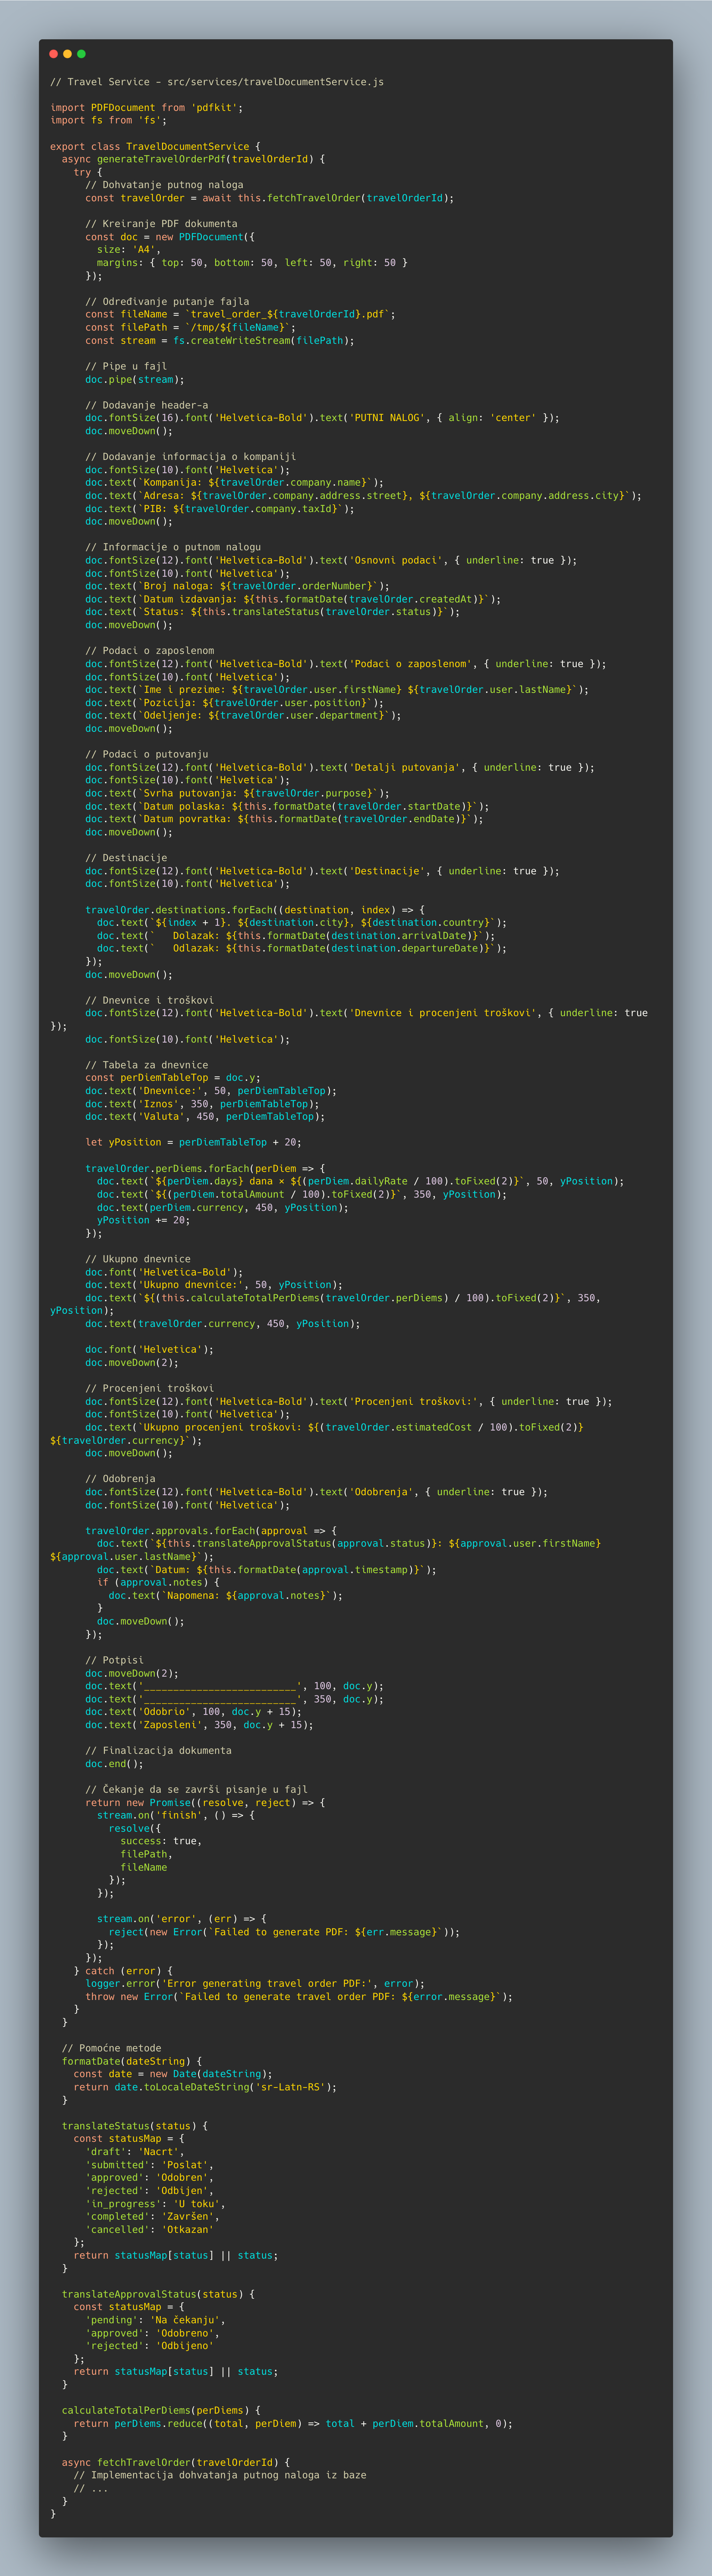 // Travel Service - src/services/travelDocumentService.js

import PDFDocument from 'pdfkit';
import fs from 'fs';

export class TravelDocumentService {
  async generateTravelOrderPdf(travelOrderId) {
    try {
      // Dohvatanje putnog naloga
      const travelOrder = await this.fetchTravelOrder(travelOrderId);

      // Kreiranje PDF dokumenta
      const doc = new PDFDocument({
        size: 'A4',
        margins: { top: 50, bottom: 50, left: 50, right: 50 }
      });

      // Određivanje putanje fajla
      const fileName = `travel_order_${travelOrderId}.pdf`;
      const filePath = `/tmp/${fileName}`;
      const stream = fs.createWriteStream(filePath);

      // Pipe u fajl
      doc.pipe(stream);

      // Dodavanje header-a
      doc.fontSize(16).font('Helvetica-Bold').text('PUTNI NALOG', { align: 'center' });
      doc.moveDown();

      // Dodavanje informacija o kompaniji
      doc.fontSize(10).font('Helvetica');
      doc.text(`Kompanija: ${travelOrder.company.name}`);
      doc.text(`Adresa: ${travelOrder.company.address.street}, ${travelOrder.company.address.city}`);
      doc.text(`PIB: ${travelOrder.company.taxId}`);
      doc.moveDown();

      // Informacije o putnom nalogu
      doc.fontSize(12).font('Helvetica-Bold').text('Osnovni podaci', { underline: true });
      doc.fontSize(10).font('Helvetica');
      doc.text(`Broj naloga: ${travelOrder.orderNumber}`);
      doc.text(`Datum izdavanja: ${this.formatDate(travelOrder.createdAt)}`);
      doc.text(`Status: ${this.translateStatus(travelOrder.status)}`);
      doc.moveDown();

      // Podaci o zaposlenom
      doc.fontSize(12).font('Helvetica-Bold').text('Podaci o zaposlenom', { underline: true });
      doc.fontSize(10).font('Helvetica');
      doc.text(`Ime i prezime: ${travelOrder.user.firstName} ${travelOrder.user.lastName}`);
      doc.text(`Pozicija: ${travelOrder.user.position}`);
      doc.text(`Odeljenje: ${travelOrder.user.department}`);
      doc.moveDown();

      // Podaci o putovanju
      doc.fontSize(12).font('Helvetica-Bold').text('Detalji putovanja', { underline: true });
      doc.fontSize(10).font('Helvetica');
      doc.text(`Svrha putovanja: ${travelOrder.purpose}`);
      doc.text(`Datum polaska: ${this.formatDate(travelOrder.startDate)}`);
      doc.text(`Datum povratka: ${this.formatDate(travelOrder.endDate)}`);
      doc.moveDown();

      // Destinacije
      doc.fontSize(12).font('Helvetica-Bold').text('Destinacije', { underline: true });
      doc.fontSize(10).font('Helvetica');

      travelOrder.destinations.forEach((destination, index) => {
        doc.text(`${index + 1}. ${destination.city}, ${destination.country}`);
        doc.text(`   Dolazak: ${this.formatDate(destination.arrivalDate)}`);
        doc.text(`   Odlazak: ${this.formatDate(destination.departureDate)}`);
      });
      doc.moveDown();

      // Dnevnice i troškovi
      doc.fontSize(12).font('Helvetica-Bold').text('Dnevnice i procenjeni troškovi', { underline: true
});
      doc.fontSize(10).font('Helvetica');

      // Tabela za dnevnice
      const perDiemTableTop = doc.y;
      doc.text('Dnevnice:', 50, perDiemTableTop);
      doc.text('Iznos', 350, perDiemTableTop);
      doc.text('Valuta', 450, perDiemTableTop);

      let yPosition = perDiemTableTop + 20;

      travelOrder.perDiems.forEach(perDiem => {
        doc.text(`${perDiem.days} dana × ${(perDiem.dailyRate / 100).toFixed(2)}`, 50, yPosition);
        doc.text(`${(perDiem.totalAmount / 100).toFixed(2)}`, 350, yPosition);
        doc.text(perDiem.currency, 450, yPosition);
        yPosition += 20;
      });

      // Ukupno dnevnice
      doc.font('Helvetica-Bold');
      doc.text('Ukupno dnevnice:', 50, yPosition);
      doc.text(`${(this.calculateTotalPerDiems(travelOrder.perDiems) / 100).toFixed(2)}`, 350,
yPosition);
      doc.text(travelOrder.currency, 450, yPosition);

      doc.font('Helvetica');
      doc.moveDown(2);

      // Procenjeni troškovi
      doc.fontSize(12).font('Helvetica-Bold').text('Procenjeni troškovi:', { underline: true });
      doc.fontSize(10).font('Helvetica');
      doc.text(`Ukupno procenjeni troškovi: ${(travelOrder.estimatedCost / 100).toFixed(2)}
${travelOrder.currency}`);
      doc.moveDown();

      // Odobrenja
      doc.fontSize(12).font('Helvetica-Bold').text('Odobrenja', { underline: true });
      doc.fontSize(10).font('Helvetica');

      travelOrder.approvals.forEach(approval => {
        doc.text(`${this.translateApprovalStatus(approval.status)}: ${approval.user.firstName}
${approval.user.lastName}`);
        doc.text(`Datum: ${this.formatDate(approval.timestamp)}`);
        if (approval.notes) {
          doc.text(`Napomena: ${approval.notes}`);
        }
        doc.moveDown();
      });

      // Potpisi
      doc.moveDown(2);
      doc.text('__________________________', 100, doc.y);
      doc.text('__________________________', 350, doc.y);
      doc.text('Odobrio', 100, doc.y + 15);
      doc.text('Zaposleni', 350, doc.y + 15);

      // Finalizacija dokumenta
      doc.end();

      // Čekanje da se završi pisanje u fajl
      return new Promise((resolve, reject) => {
        stream.on('finish', () => {
          resolve({
            success: true,
            filePath,
            fileName
          });
        });

        stream.on('error', (err) => {
          reject(new Error(`Failed to generate PDF: ${err.message}`));
        });
      });
    } catch (error) {
      logger.error('Error generating travel order PDF:', error);
      throw new Error(`Failed to generate travel order PDF: ${error.message}`);
    }
  }

  // Pomoćne metode
  formatDate(dateString) {
    const date = new Date(dateString);
    return date.toLocaleDateString('sr-Latn-RS');
  }

  translateStatus(status) {
    const statusMap = {
      'draft': 'Nacrt',
      'submitted': 'Poslat',
      'approved': 'Odobren',
      'rejected': 'Odbijen',
      'in_progress': 'U toku',
      'completed': 'Završen',
      'cancelled': 'Otkazan'
    };
    return statusMap[status] || status;
  }

  translateApprovalStatus(status) {
    const statusMap = {
      'pending': 'Na čekanju',
      'approved': 'Odobreno',
      'rejected': 'Odbijeno'
    };
    return statusMap[status] || status;
  }

  calculateTotalPerDiems(perDiems) {
    return perDiems.reduce((total, perDiem) => total + perDiem.totalAmount, 0);
  }

  async fetchTravelOrder(travelOrderId) {
    // Implementacija dohvatanja putnog naloga iz baze
    // ...
  }
}